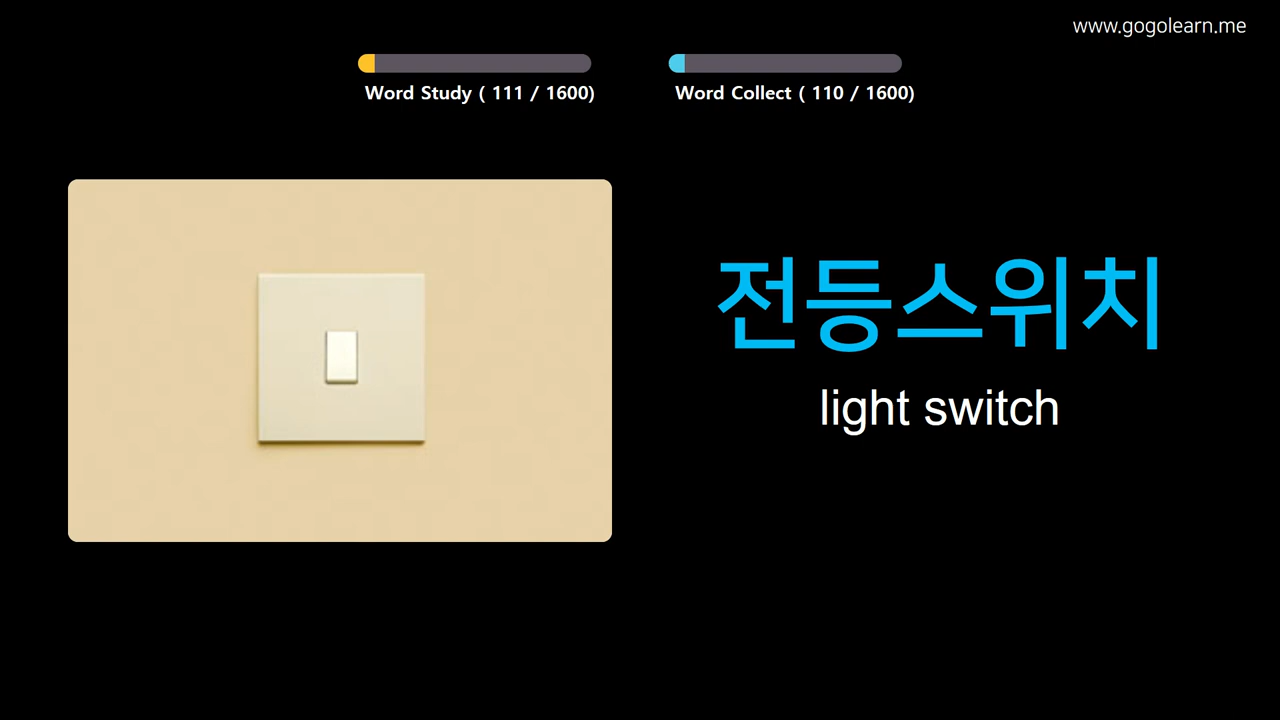 www.gogolearn.me
Word Study ( 111 / 1600)
Word Collect ( 110 / 1600)
전등스위치
light switch